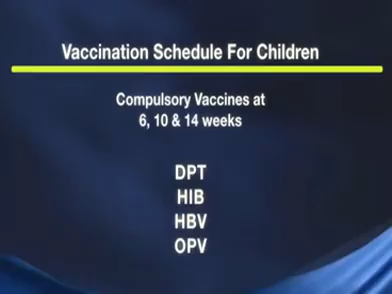 Vaccination Schedule For Children
Compulsory Vaccines at
6, 10 & 14 weeks
DPT
HIB
HBV
OPV